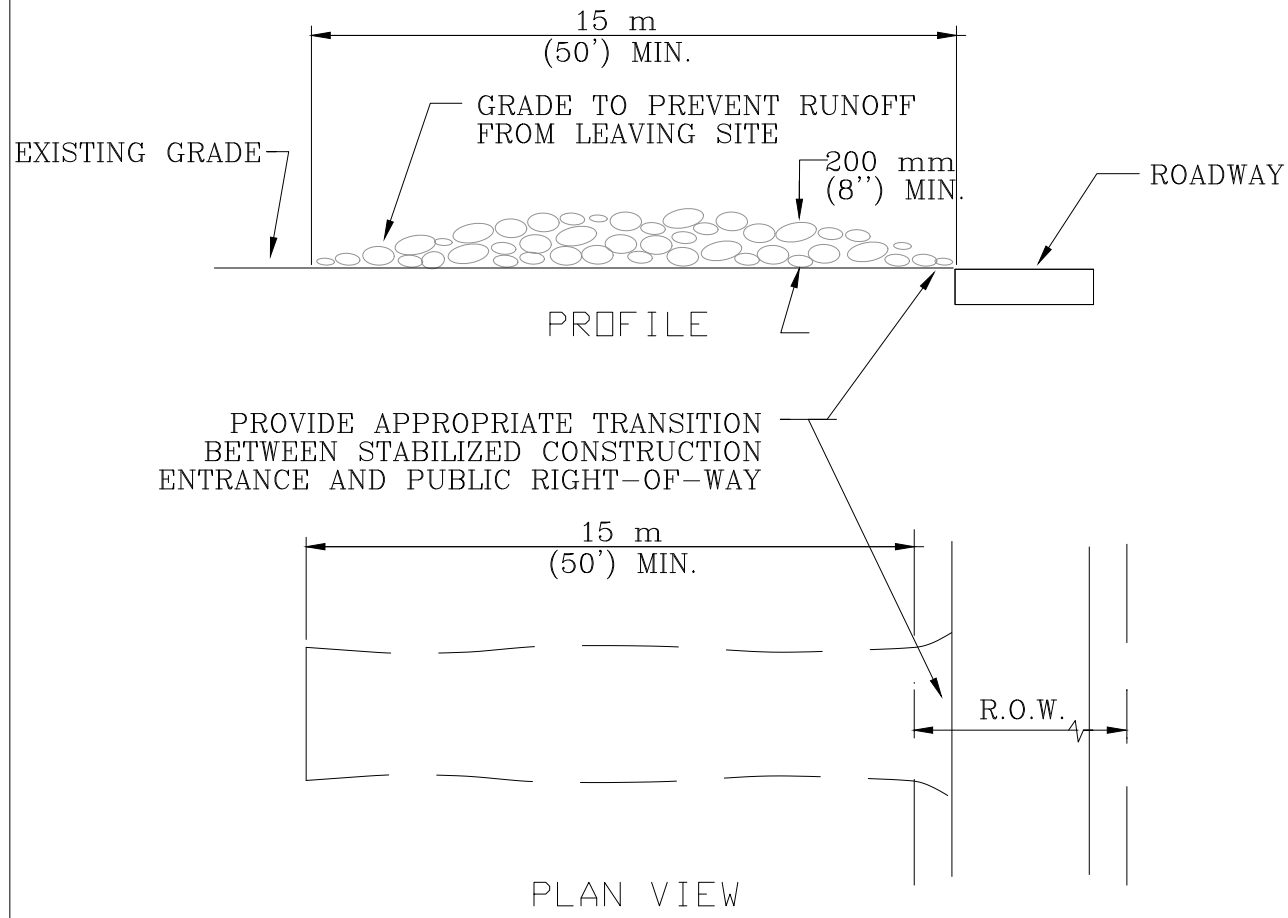 15 m
(50') MIN.
GRADE TO PREVENT RUNOFF
FROM LEAVING SITE
EXISTING GRADE
200 mm
(8'') MIN.
ROADWAY
PROFILE
PROVIDE APPROPRIATE TRANSITION
BETWEEN STABILIZED CONSTRUCTION
ENTRANCE AND PUBLIC RIGHT-OF-WAY
15 m
(50') MIN.
R.O.W.
PLAN VIEW